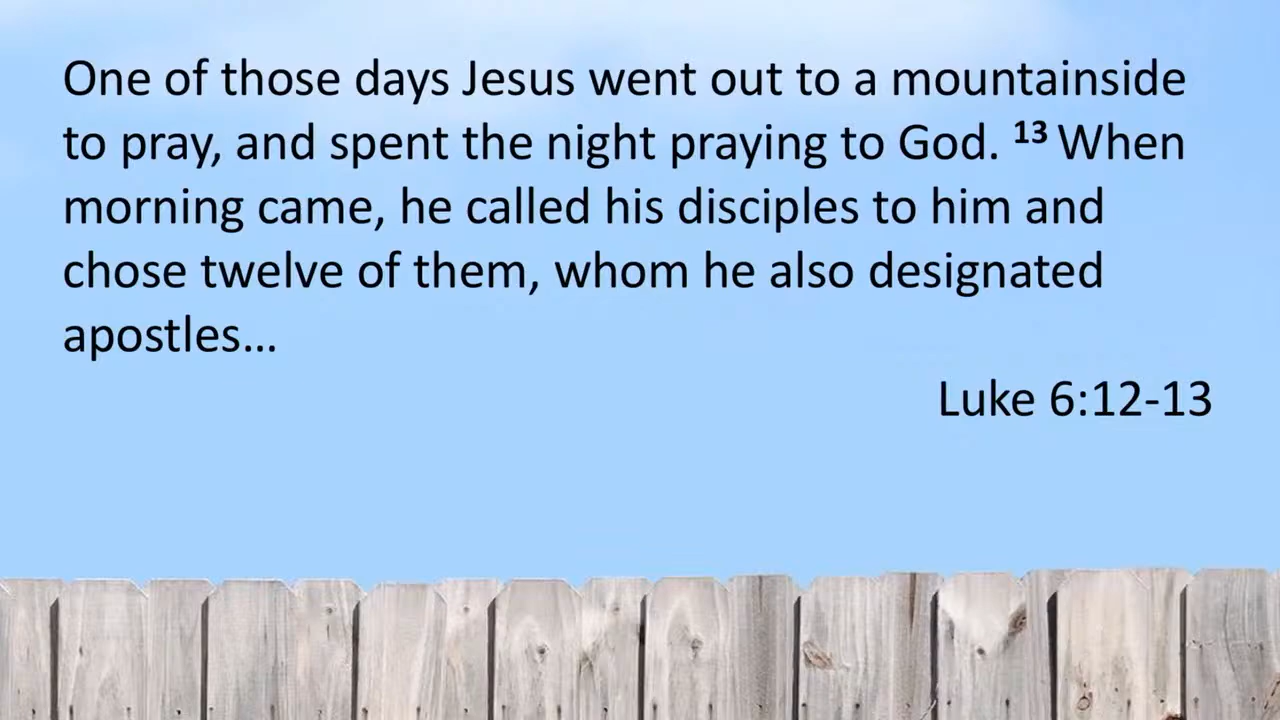 One of those days Jesus went out to a mountainside
to pray, and spent the night praying to God. 13 When
morning came, he called his disciples to him and
chose twelve of them, whom he also designated
apostles…
Luke 6:12-13